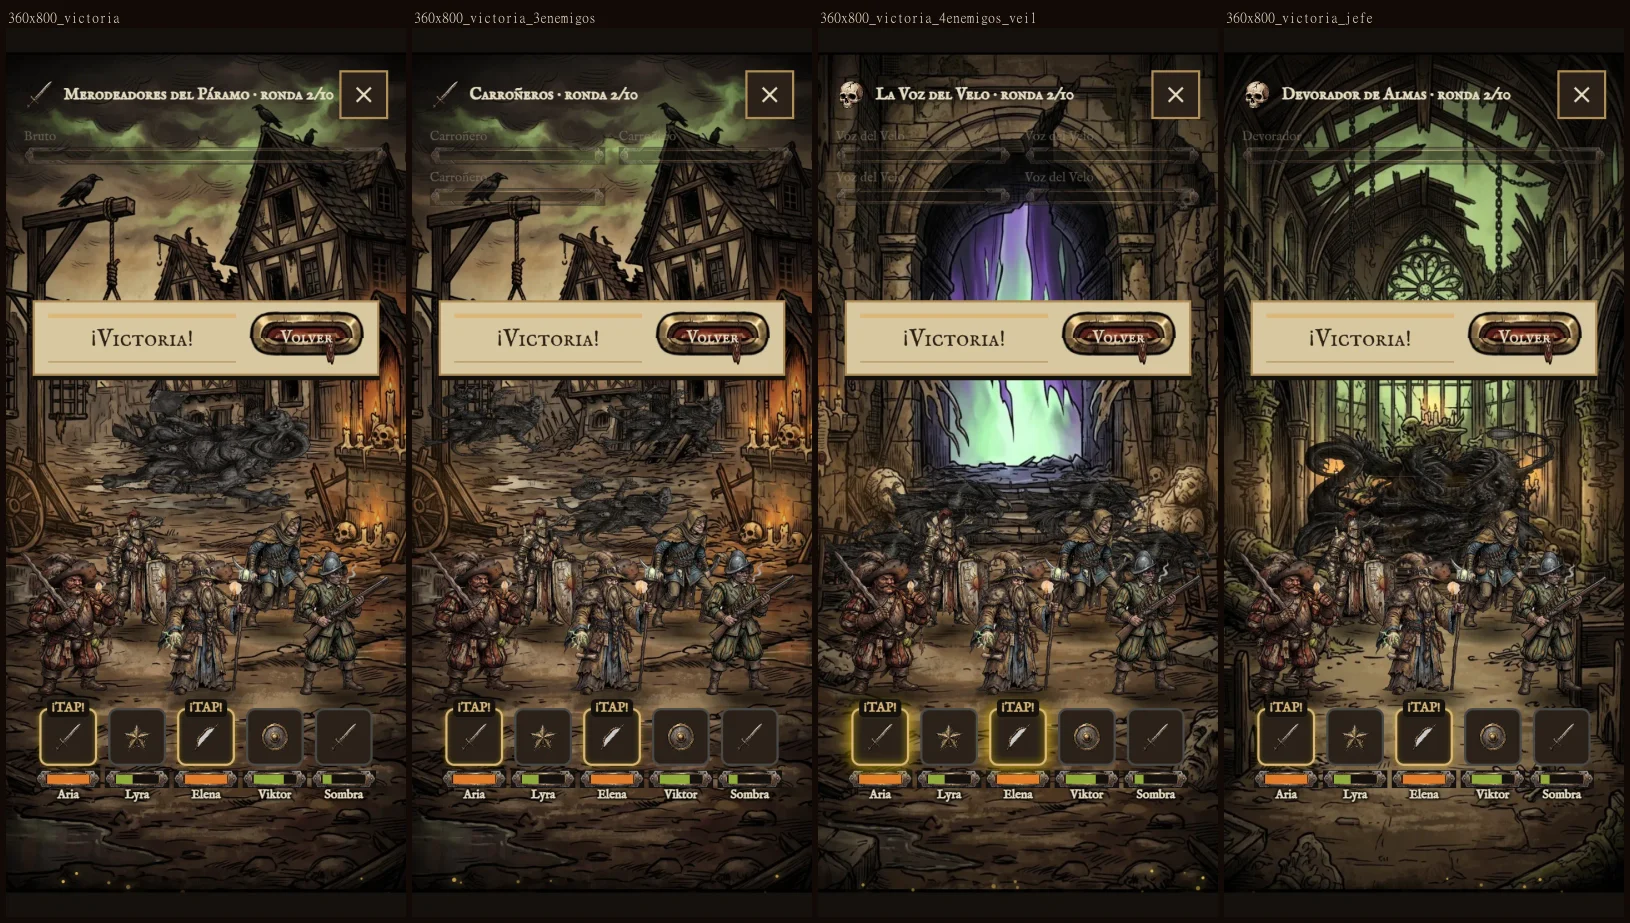 360x800_victoria
Merodeadores del Páramo · ronda 2/10
×
Bruto
¡Victoria!
Volver
¡TAP!
¡TAP!
Aria
Lyra
Elena
Viktor
Sombra
360x800_victoria_3enemigos
Carroñeros · ronda 2/10
×
Carroñero
Carroñero
Carroñero
¡Victoria!
Volver
¡TAP!
¡TAP!
Aria
Lyra
Elena
Viktor
Sombra
360x800_victoria_4enemigos_veil
La Voz del Velo · ronda 2/10
×
Voz del Velo
Voz del Velo
Voz del Velo
Voz del Velo
¡Victoria!
Volver
¡TAP!
¡TAP!
Aria
Lyra
Elena
Viktor
Sombra
360x800_victoria_jefe
Devorador de Almas · ronda 2/10
×
Devorador
¡Victoria!
Volver
¡TAP!
¡TAP!
Aria
Lyra
Elena
Viktor
Sombra